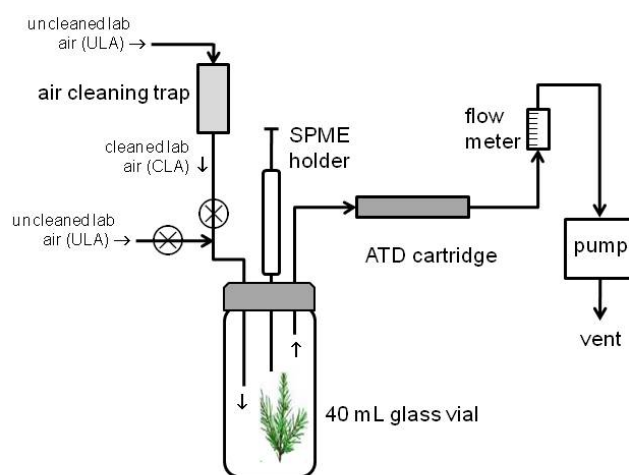 uncleaned lab
air (ULA) →
air cleaning trap
cleaned lab
air (CLA)
↓
uncleaned lab
air (ULA) →
SPME
holder
flow
meter
ATD cartridge
pump
vent
40 mL glass vial